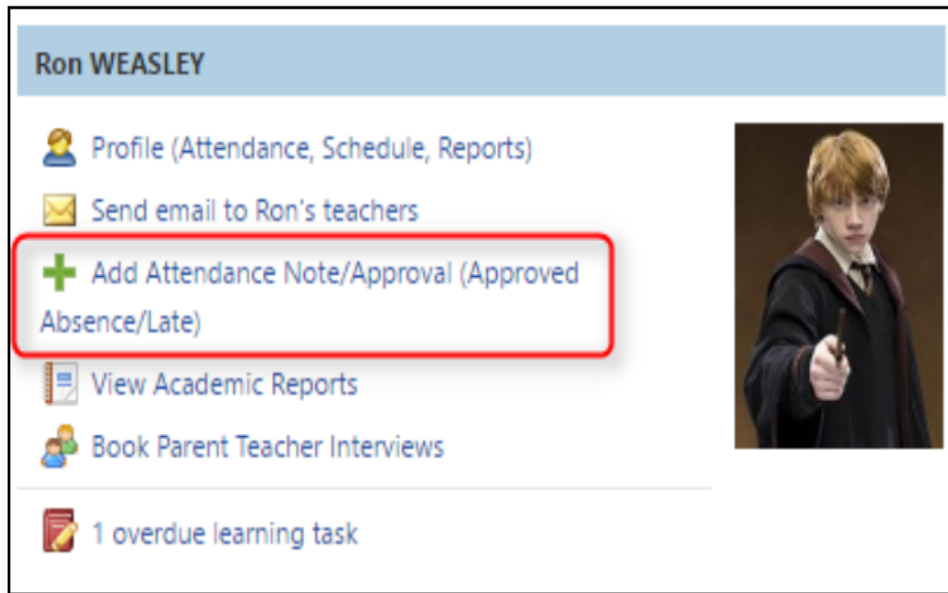 Ron WEASLEY
Profile (Attendance, Schedule, Reports)
Send email to Ron's teachers
Add Attendance Note/Approval (Approved
Absence/Late)
View Academic Reports
Book Parent Teacher Interviews
1 overdue learning task